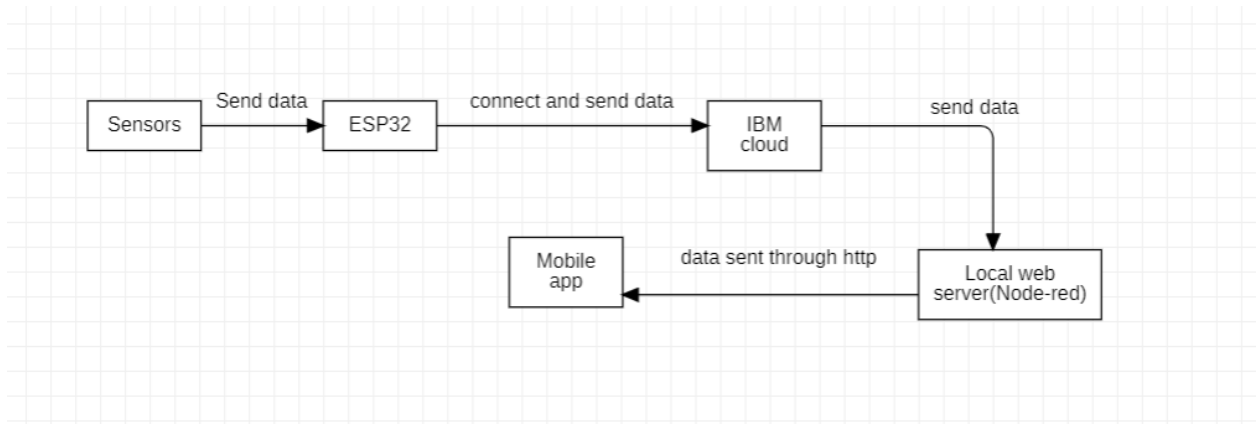 Sensors
Send data
ESP32
connect and send data
IBM
cloud
send data
Local web
server(Node-red)
data sent through http
Mobile
app